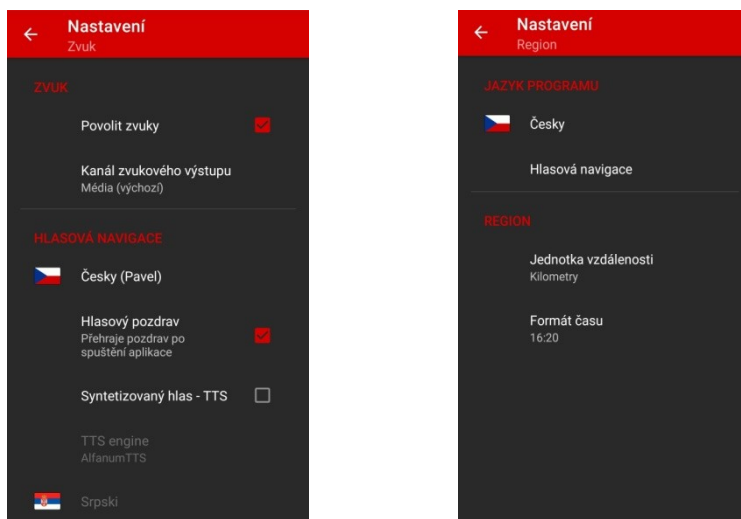 Nastavení
Zvuk
ZVUK
Povolit zvuky
Kanál zvukového výstupu
Média (výchozí)
HLASOVÁ NAVIGACE
Česky (Pavel)
Hlasový pozdrav
Přehraje pozdrav po
spuštění aplikace
Syntetizovaný hlas - TTS
TTS engine
AlfanumTTS
Srpski
Nastavení
Region
JAZYK PROGRAMU
Česky
Hlasová navigace
REGION
Jednotka vzdálenosti
Kilometry
Formát času
16:20